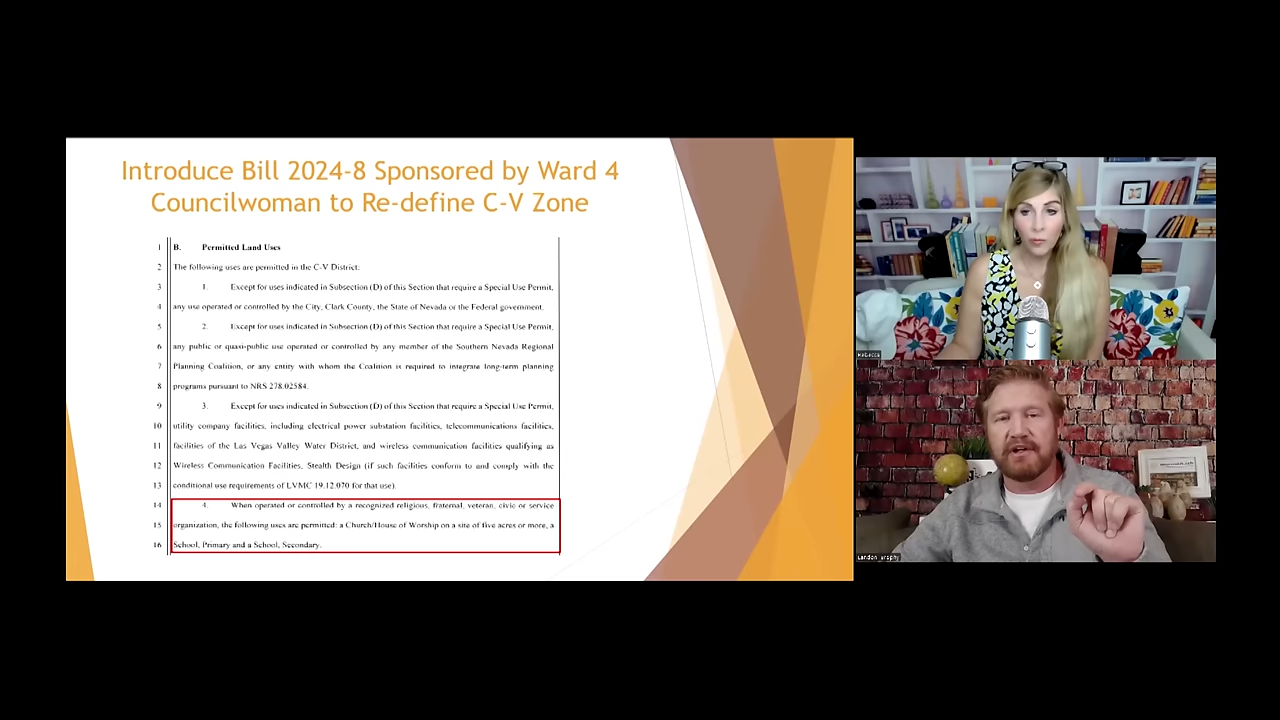 Introduce Bill 2024-8 Sponsored by Ward 4
Councilwoman to Re-define C-V Zone
1 B. Permitted Land Uses
2 The following uses are permitted in the C-V District:
3 1. Except for uses indicated in Subsection (D) of this Section that require a Special Use Permit,
4 any use operated or controlled by the City, Clark County, the State of Nevada or the Federal government.
5 2. Except for uses indicated in Subsection (D) of this Section that require a Special Use Permit,
6 any public or quasi-public use operated or controlled by any member of the Southern Nevada Regional
7 Planning Coalition, or any entity with whom the Coalition is required to integrate long-term planning
8 programs pursuant to NRS 278.02584.
9 3. Except for uses indicated in Subsection (D) of this Section that require a Special Use Permit,
10 utility company facilities, including electrical power substation facilities, telecommunications facilities,
11 facilities of the Las Vegas Valley Water District, and wireless communication facilities qualifying as
12 Wireless Communication Facilities, Stealth Design (if such facilities conform to and comply with the
13 conditional use requirements of LVMC 19.12.070 for that use).
14 4. When operated or controlled by a recognized religious, fraternal, veteran, civic or service
15 organization, the following uses are permitted: a Church/House of Worship on a site of five acres or more, a
16 School, Primary and a School, Secondary.
Rebecca
Landon